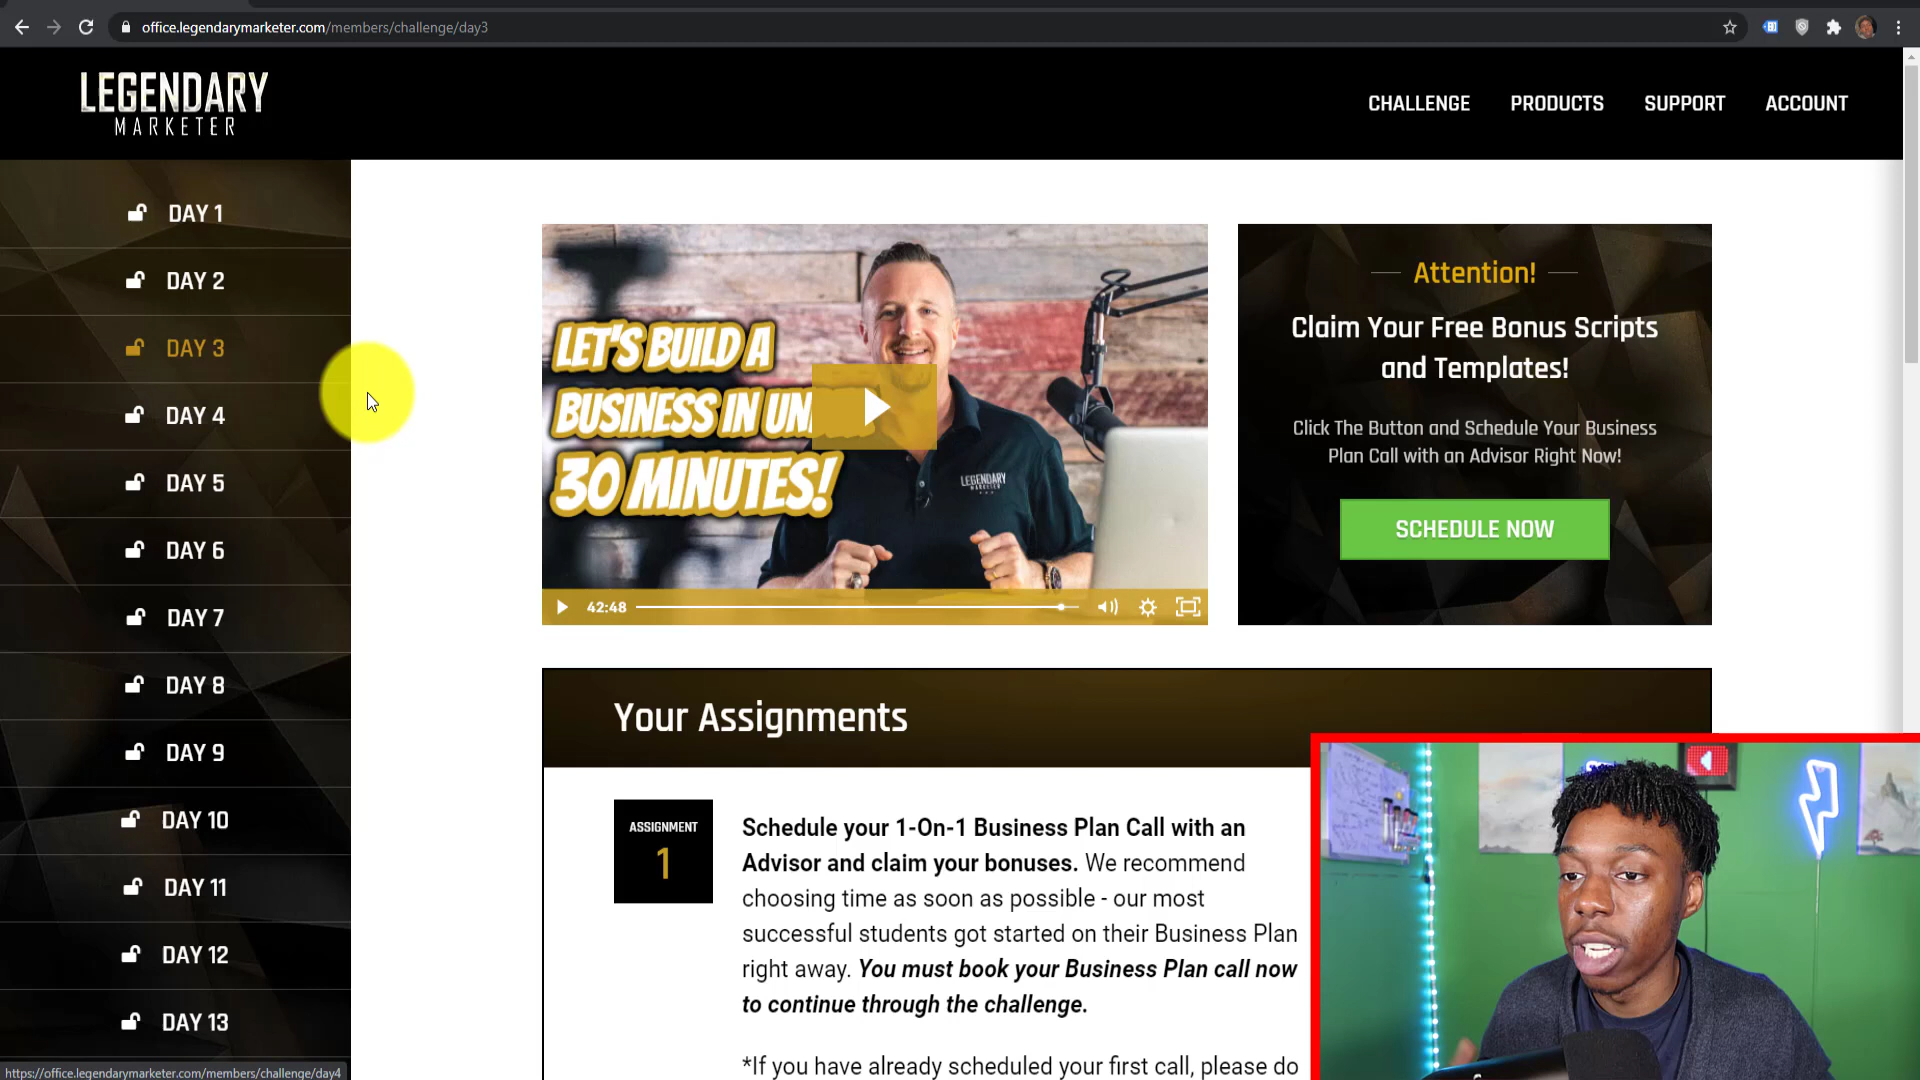 office.legendarymarketer.com/members/challenge/day3
LEGENDARY
MARKETER
CHALLENGE
PRODUCTS
SUPPORT
ACCOUNT
DAY 1
DAY 2
DAY 3
DAY 4
DAY 5
DAY 6
DAY 7
DAY 8
DAY 9
DAY 10
DAY 11
DAY 12
DAY 13
LET'S BUILD A
BUSINESS IN
30 MINUTES!
LEGENDARY
MARKETER
42:48
Attention!
Claim Your Free Bonus Scripts
and Templates!
Click The Button and Schedule Your Business
Plan Call with an Advisor Right Now!
SCHEDULE NOW
Your Assignments
ASSIGNMENT
1
Schedule your 1-On-1 Business Plan Call with an
Advisor and claim your bonuses. We recommend
choosing time as soon as possible - our most
successful students got started on their Business Plan
right away. You must book your Business Plan call now
to continue through the challenge.
*If you have already scheduled your first call, please do
https://office.legendarymarketer.com/members/challenge/day4